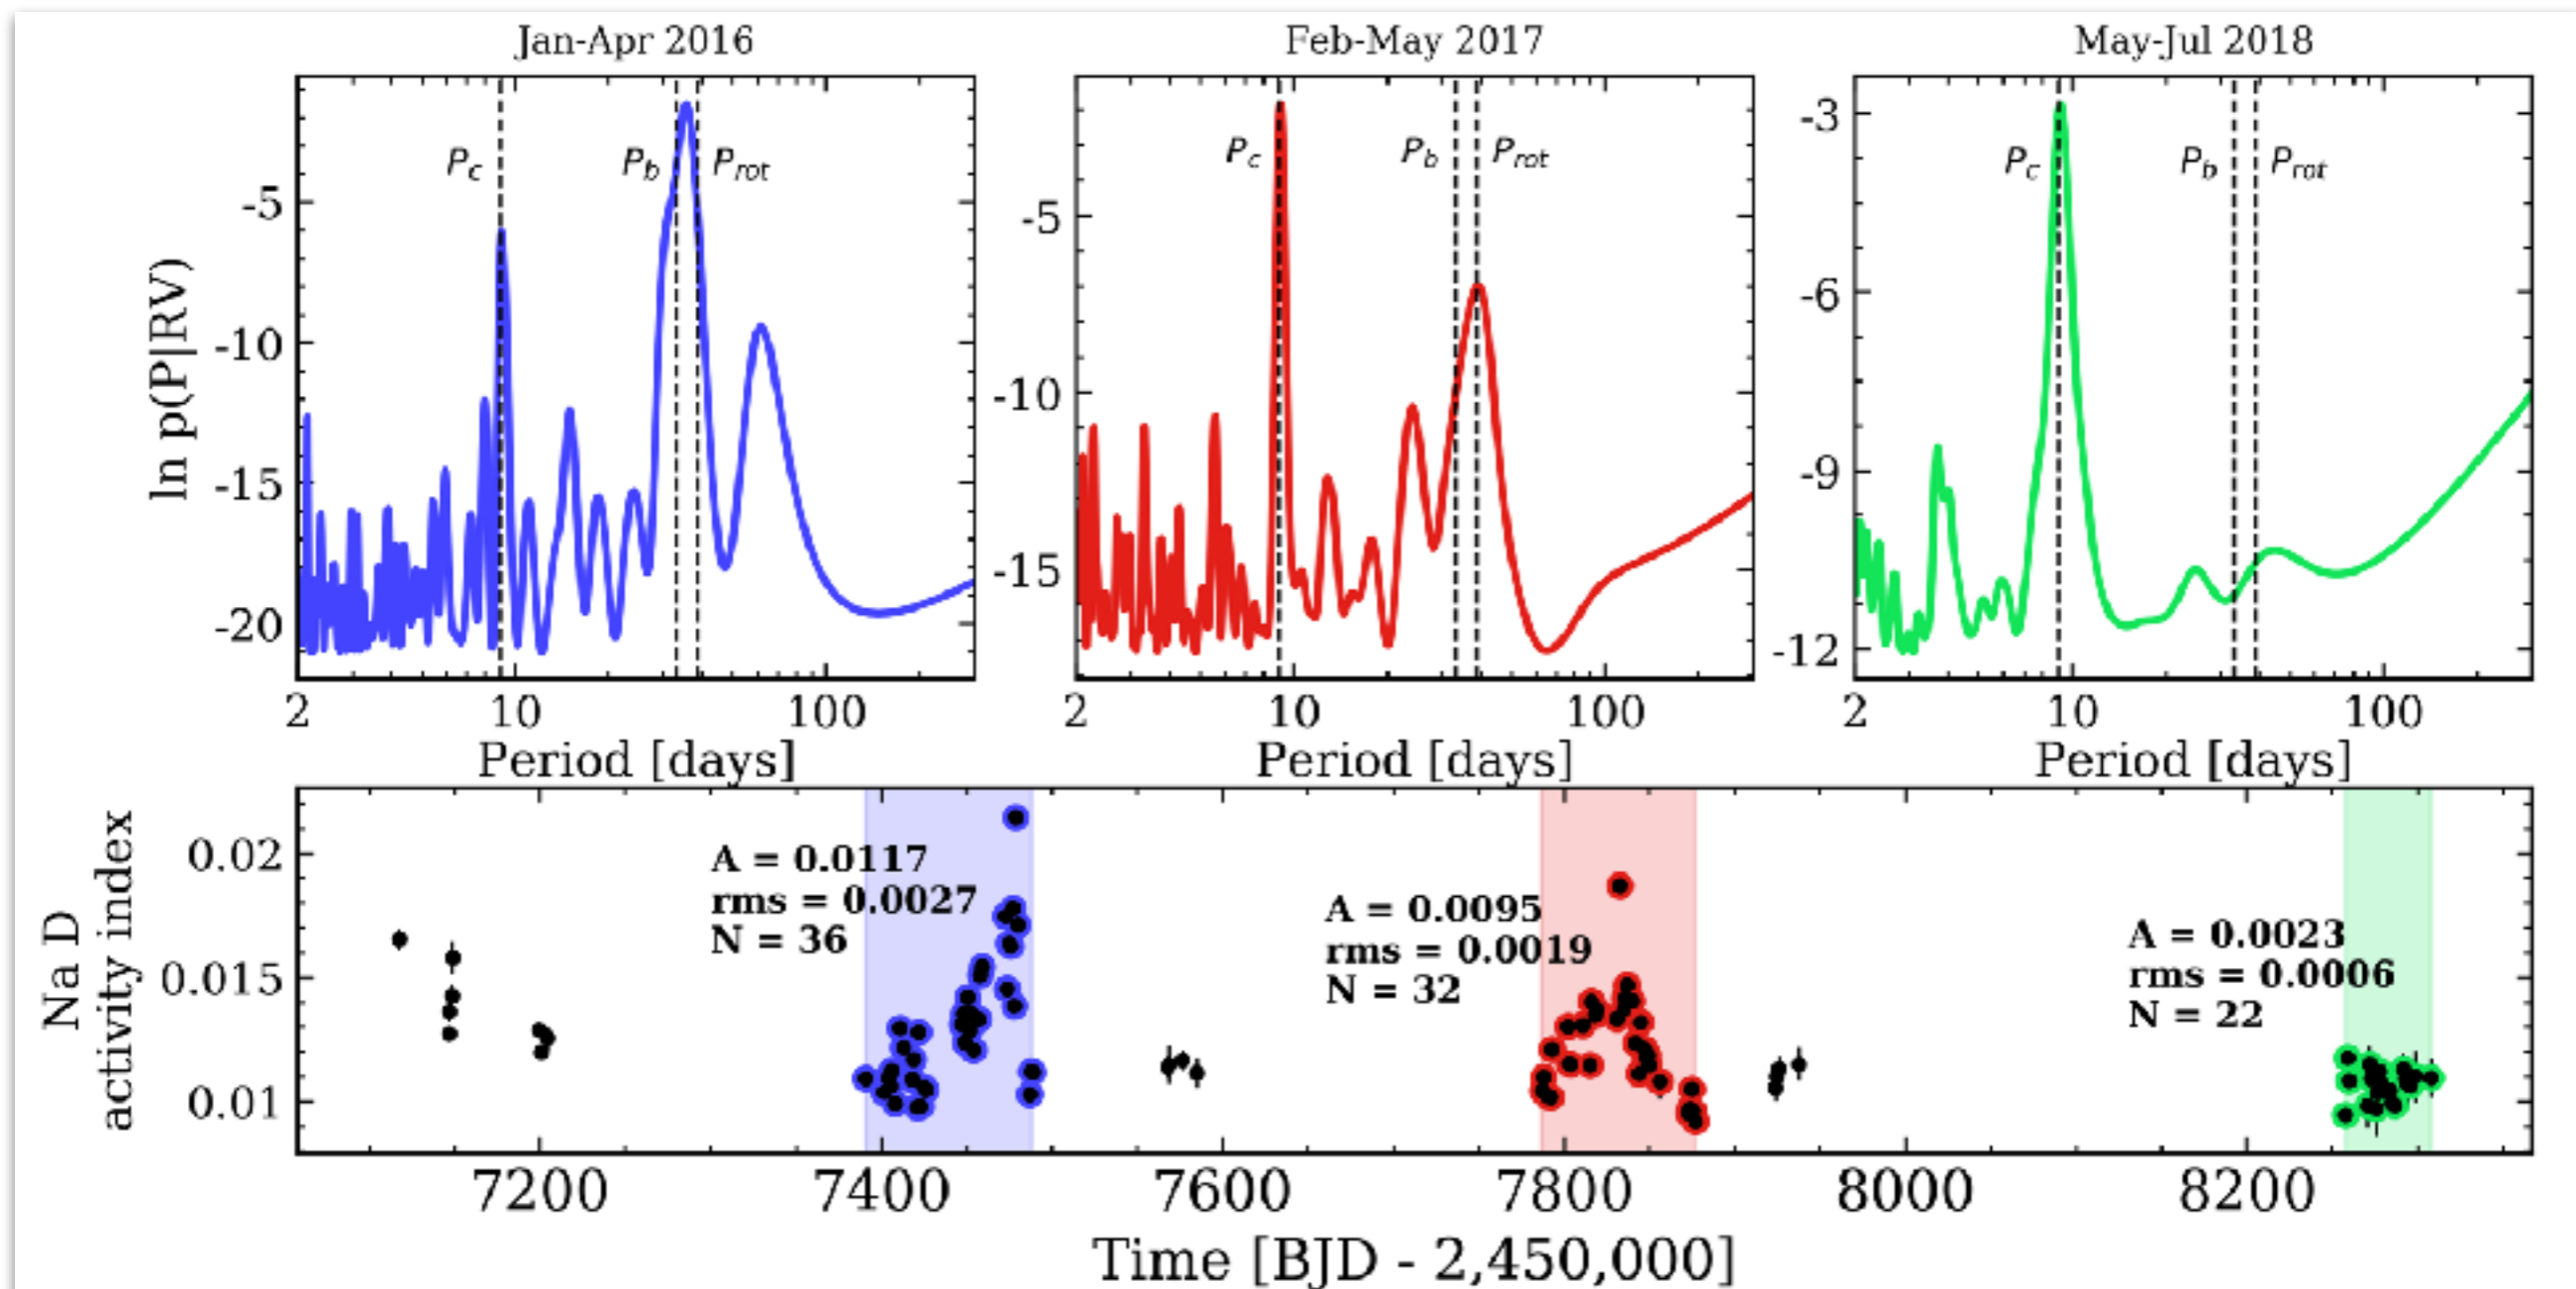 Jan-Apr 2016
Feb-May 2017
May-Jul 2018
ln p(P|RV)
-5
-10
-15
-20
P_c
P_b
P_rot
2 10 100
Period [days]
-5
-10
-15
P_c
P_b
P_rot
2 10 100
Period [days]
-3
-6
-9
-12
P_c
P_b
P_rot
2 10 100
Period [days]
Na D
activity index
0.02
0.015
0.01
A = 0.0117
rms = 0.0027
N = 36
A = 0.0095
rms = 0.0019
N = 32
A = 0.0023
rms = 0.0006
N = 22
7200 7400 7600 7800 8000 8200
Time [BJD - 2,450,000]